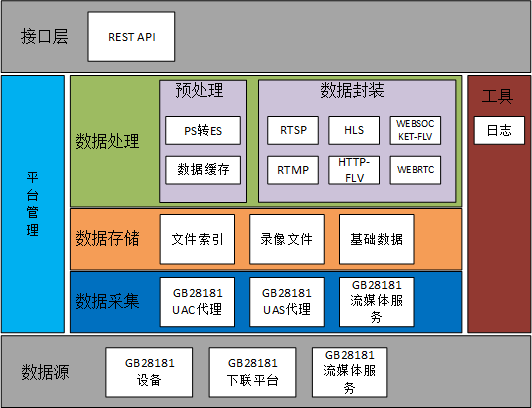 接口层
REST API
平
台
管
理
数据处理
预处理
PS转ES
数据缓存
数据封装
RTSP
HLS
WEBSOC
KET-FLV
RTMP
HTTP-
FLV
WEBRTC
工具
日志
数据存储
文件索引
录像文件
基础数据
数据采集
GB28181
UAC代理
GB28181
UAS代理
GB28181
流媒体服
务
数据源
GB28181
设备
GB28181
下联平台
GB28181
流媒体服
务